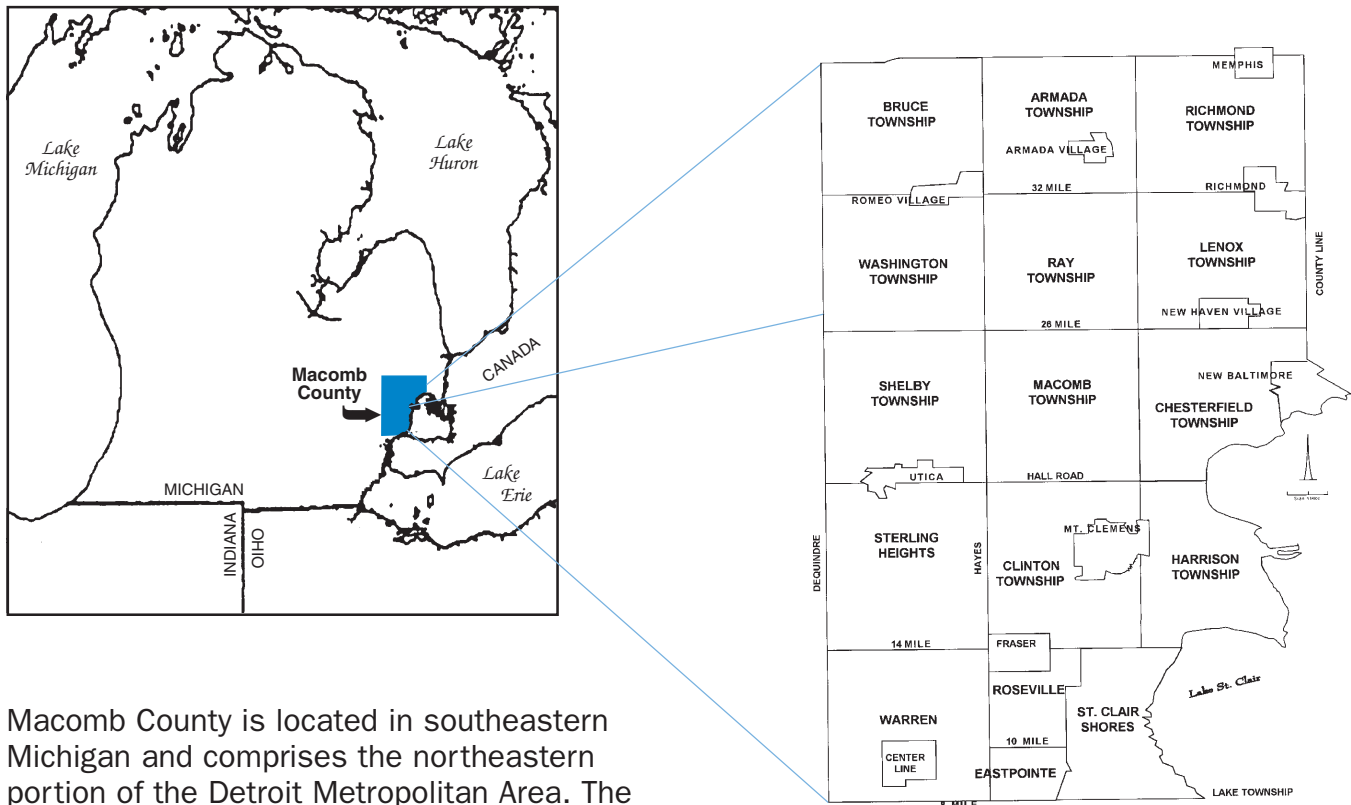 Lake
Michigan
Lake
Huron
CANADA
Macomb
County
Lake
Erie
MICHIGAN
INDIANA
OHIO
MEMPHIS
BRUCE
TOWNSHIP
ARMADA
TOWNSHIP
RICHMOND
TOWNSHIP
ARMADA VILLAGE
32 MILE
RICHMOND
ROMEO VILLAGE
WASHINGTON
TOWNSHIP
RAY
TOWNSHIP
LENOX
TOWNSHIP
COUNTY LINE
NEW HAVEN VILLAGE
26 MILE
SHELBY
TOWNSHIP
MACOMB
TOWNSHIP
NEW BALTIMORE
CHESTERFIELD
TOWNSHIP
UTICA
HALL ROAD
STERLING
HEIGHTS
MT. CLEMENS
DEQUINDRE
HAYES
CLINTON
TOWNSHIP
HARRISON
TOWNSHIP
14 MILE
FRASER
ROSEVILLE
Lake St. Clair
WARREN
ST. CLAIR
SHORES
10 MILE
CENTER
LINE
EASTPOINTE
LAKE TOWNSHIP
8 MILE
Macomb County is located in southeastern
Michigan and comprises the northeastern
portion of the Detroit Metropolitan Area. The